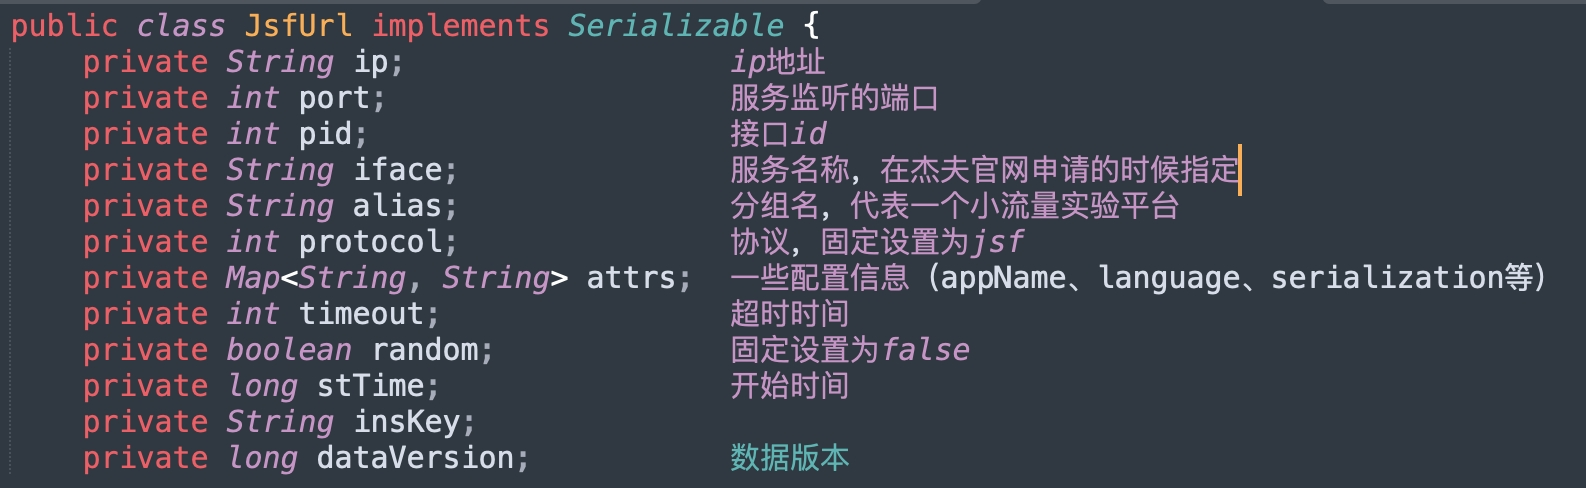 public class JsfUrl implements Serializable {
private String ip; ip地址
private int port; 服务监听的端口
private int pid; 接口id
private String iface; 服务名称，在杰夫官网申请的时候指定
private String alias; 分组名，代表一个小流量实验平台
private int protocol; 协议，固定设置为jsf
private Map<String, String> attrs; 一些配置信息（appName、language、serialization等）
private int timeout; 超时时间
private boolean random; 固定设置为false
private long stTime; 开始时间
private String insKey;
private long dataVersion; 数据版本